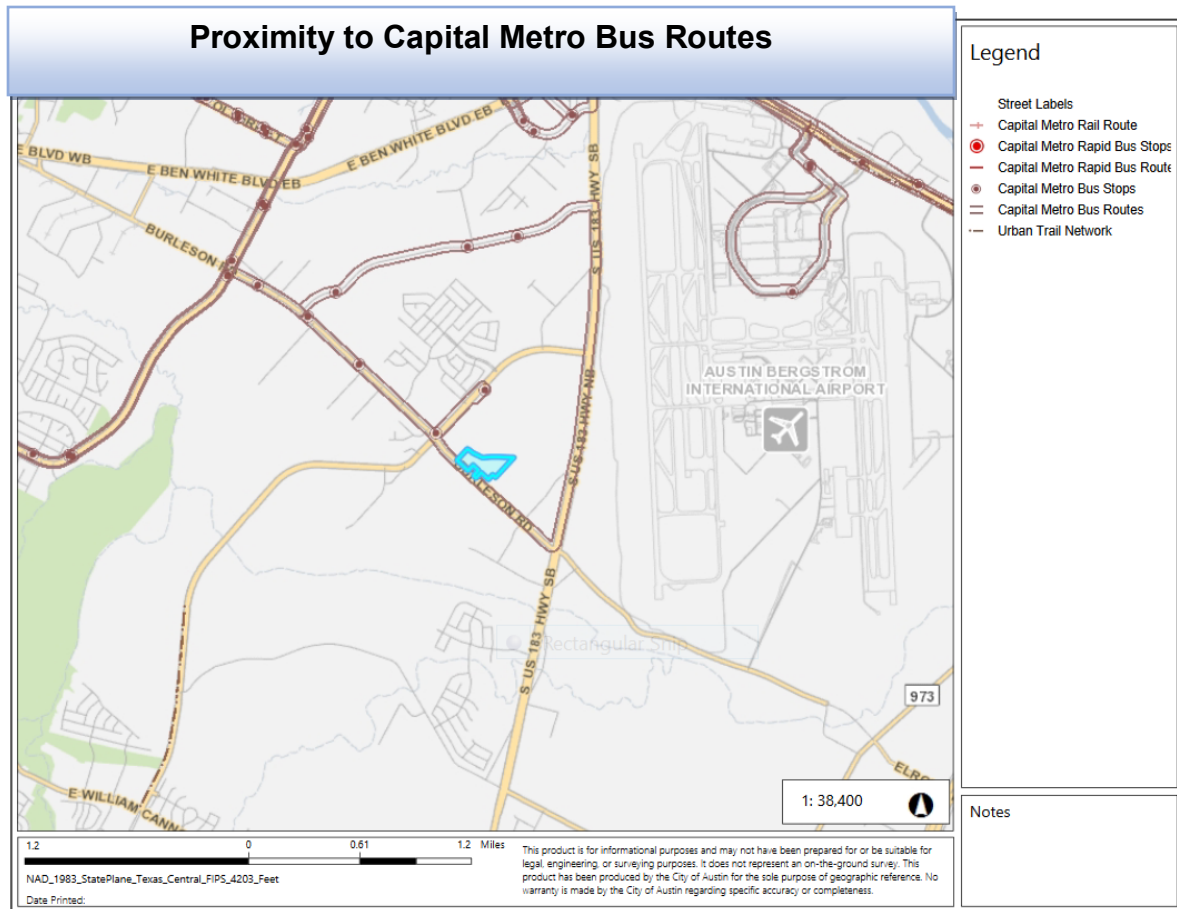 Proximity to Capital Metro Bus Routes
Legend
Street Labels
Capital Metro Rail Route
Capital Metro Rapid Bus Stops
Capital Metro Rapid Bus Route
Capital Metro Bus Stops
Capital Metro Bus Routes
Urban Trail Network
E BLVD WB
E BEN WHITE BLVD EB
E BEN WHITE BLVD EB
S US 183 HWY SB
BURLESON R
AUSTIN BERGSTROM
INTERNATIONAL AIRPORT
S US 183 HWY NB
LESON RD
S US 183 HWY SB
Rectangular Snip
973
ELRO
E WILLIAM CANN
1: 38,400
Notes
1.2 0 0.61 1.2 Miles
NAD_1983_StatePlane_Texas_Central_FIPS_4203_Feet
Date Printed:
This product is for informational purposes and may not have been prepared for or be suitable for
legal, engineering, or surveying purposes. It does not represent an on-the-ground survey. This
product has been produced by the City of Austin for the sole purpose of geographic reference. No
warranty is made by the City of Austin regarding specific accuracy or completeness.